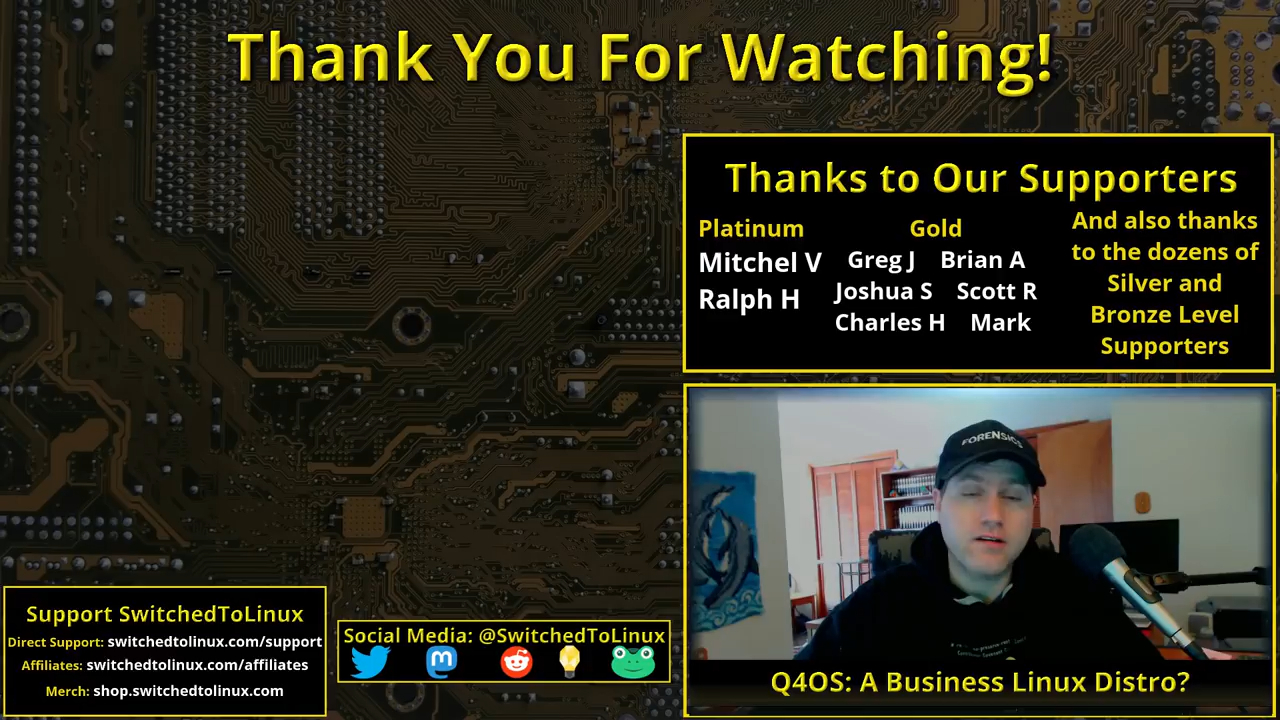 Thank You For Watching!
Thanks to Our Supporters
Platinum
Mitchel V
Ralph H
Gold
Greg J Brian A
Joshua S Scott R
Charles H Mark
And also thanks
to the dozens of
Silver and
Bronze Level
Supporters
FORENSICS
Q4OS: A Business Linux Distro?
Support SwitchedToLinux
Direct Support: switchedtolinux.com/support
Affiliates: switchedtolinux.com/affiliates
Merch: shop.switchedtolinux.com
Social Media: @SwitchedToLinux